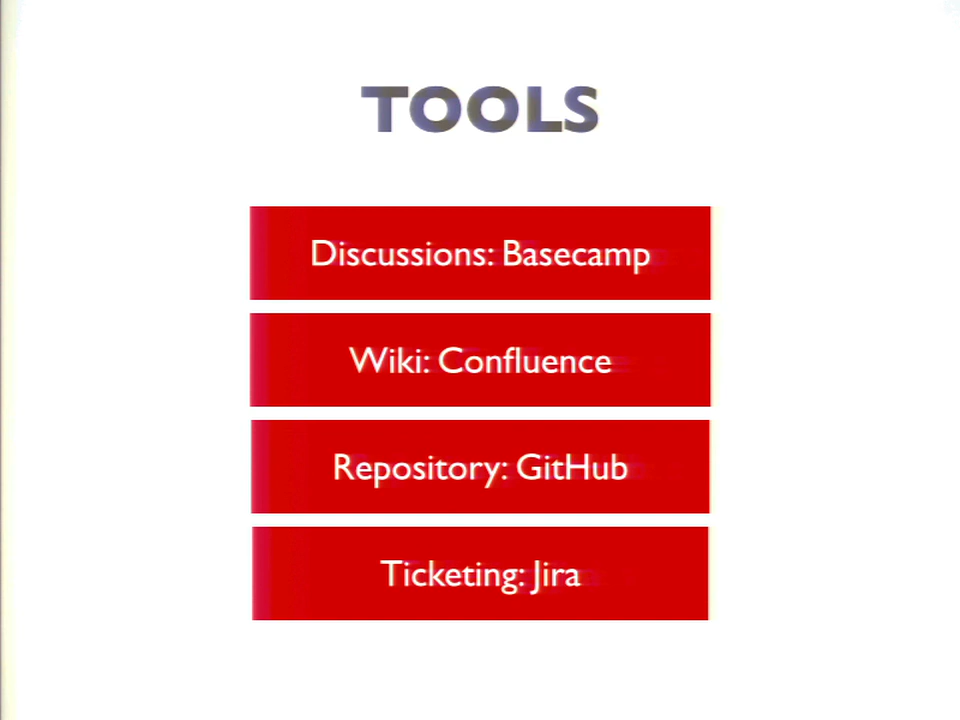 TOOLS
Discussions: Basecamp
Wiki: Confluence
Repository: GitHub
Ticketing: Jira